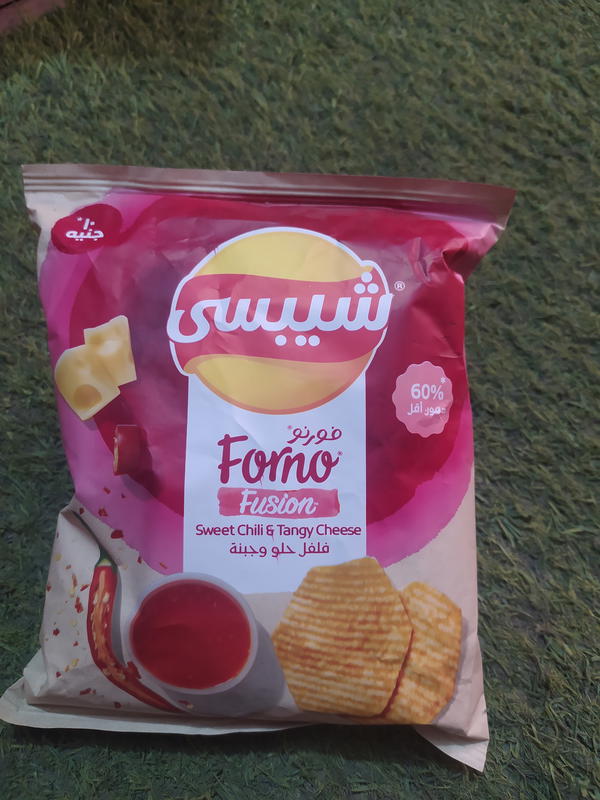 ١٠*
جنيه
شيبسى®
60%*
دهون أقل
فورنو®
Forno®
Fusion
Sweet Chili & Tangy Cheese
فلفل حلو وجبنة